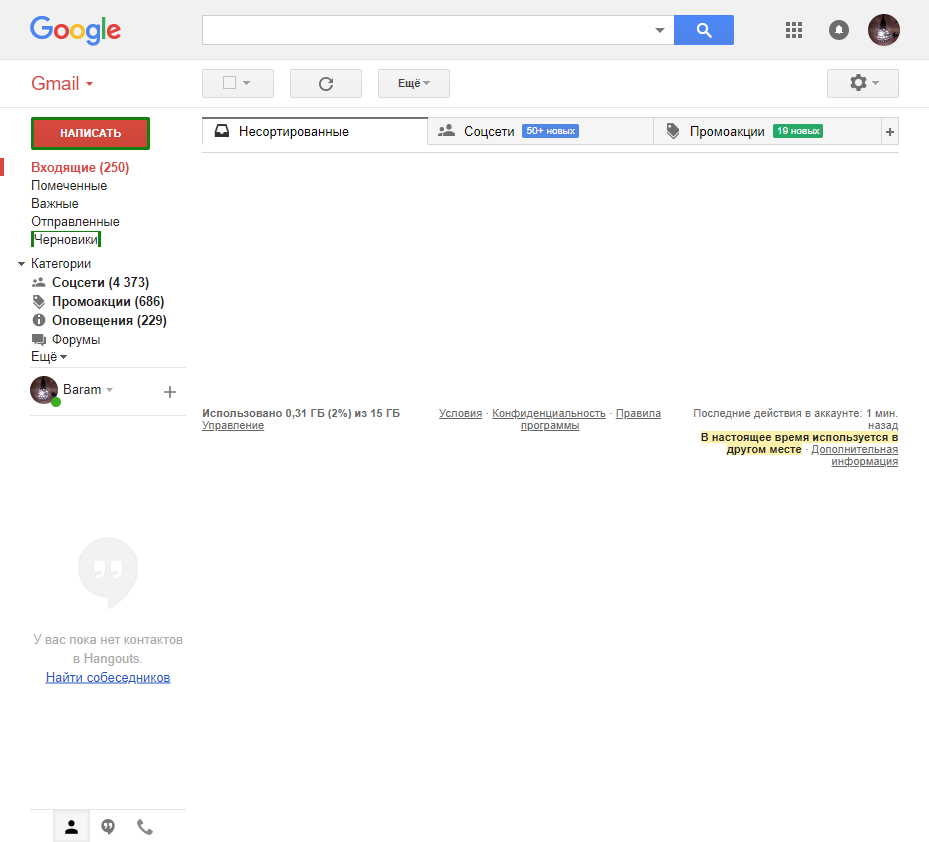 Google
Gmail
Ещё
НАПИСАТЬ
Входящие (250)
Помеченные
Важные
Отправленные
Черновики
Категории
Соцсети (4 373)
Промоакции (686)
Оповещения (229)
Форумы
Ещё
Baram
Несортированные
Соцсети 50+ новых
Промоакции 19 новых
Использовано 0,31 ГБ (2%) из 15 ГБ
Управление
Условия · Конфиденциальность · Правила
программы
Последние действия в аккаунте: 1 мин.
назад
В настоящее время используется в
другом месте · Дополнительная
информация
У вас пока нет контактов
в Hangouts.
Найти собеседников